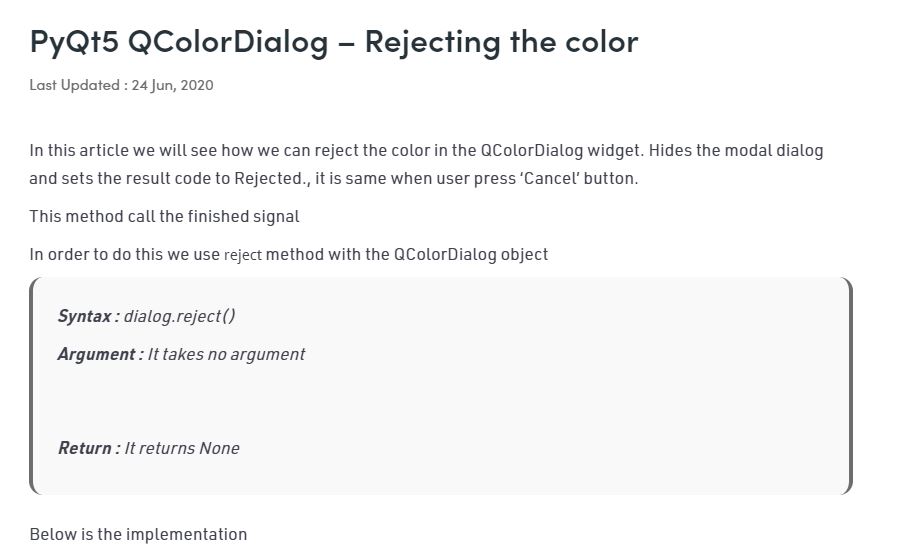 PyQt5 QColorDialog – Rejecting the color
Last Updated : 24 Jun, 2020
In this article we will see how we can reject the color in the QColorDialog widget. Hides the modal dialog
and sets the result code to Rejected., it is same when user press ‘Cancel’ button.
This method call the finished signal
In order to do this we use reject method with the QColorDialog object
Syntax : dialog.reject()
Argument : It takes no argument
Return : It returns None
Below is the implementation